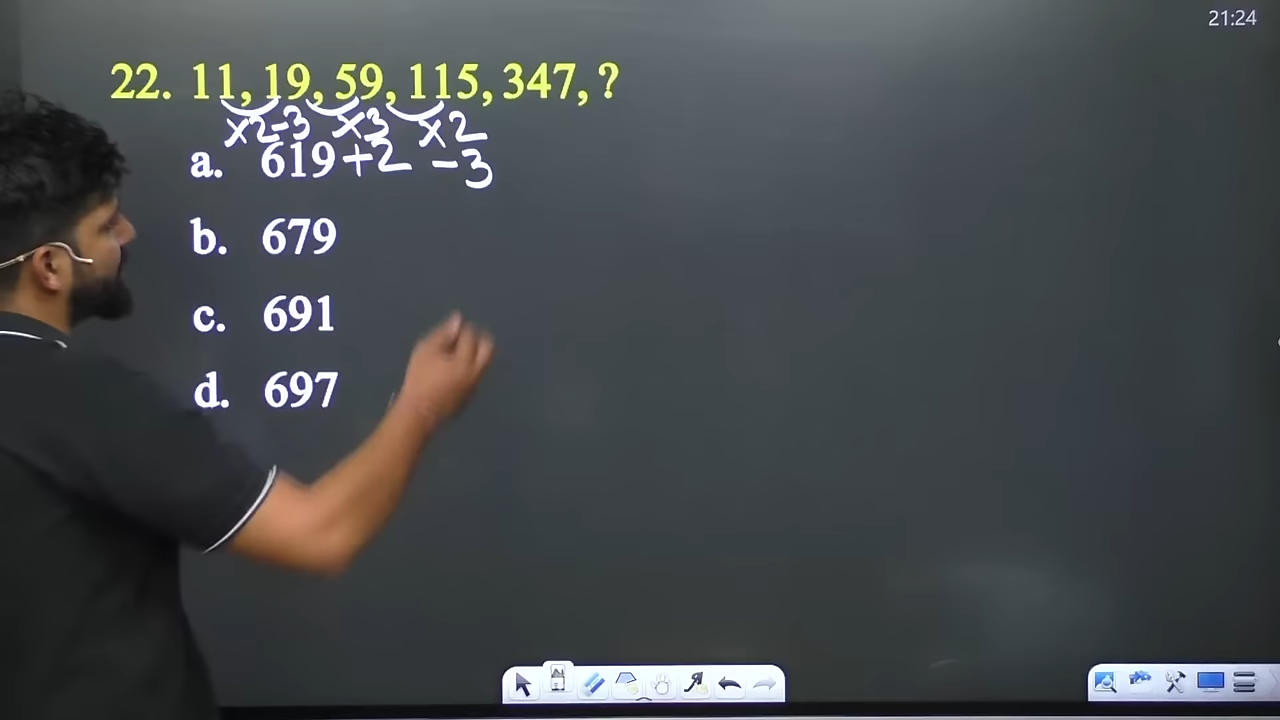 21:24
22. 11, 19, 59, 115, 347, ?
×2-3 ×3 ×2
a. 619 +2 -3
b. 679
c. 691
d. 697